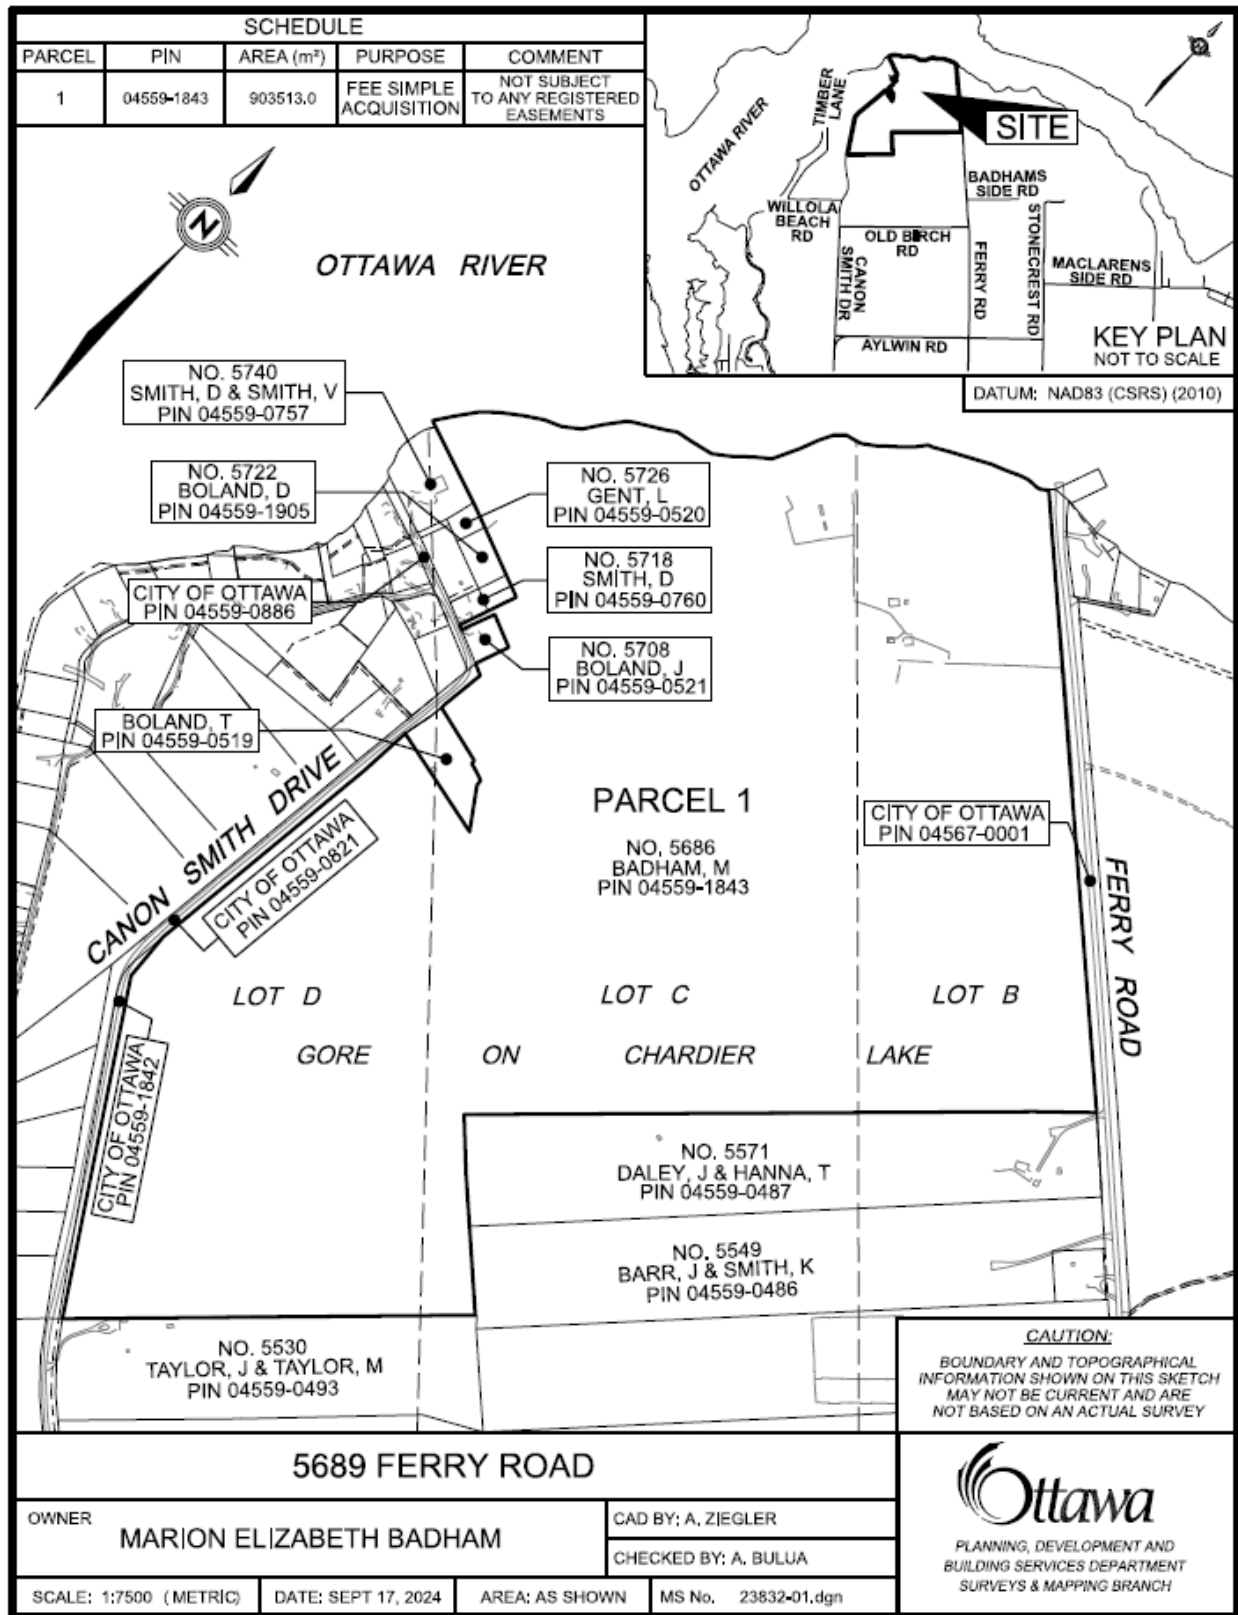 SCHEDULE
PARCEL PIN AREA (m²) PURPOSE COMMENT
1 04559-1843 903513.0 FEE SIMPLE ACQUISITION NOT SUBJECT TO ANY REGISTERED EASEMENTS
N
OTTAWA RIVER
OTTAWA RIVER
TIMBER
LANE
SITE
BADHAMS
SIDE RD
WILLOLA
BEACH
RD
OLD BIRCH
RD
CANON
SMITH DR
FERRY RD
STONECREST RD
MACLARENS
SIDE RD
AYLWIN RD
KEY PLAN
NOT TO SCALE
DATUM: NAD83 (CSRS) (2010)
NO. 5740
SMITH, D & SMITH, V
PIN 04559-0757
NO. 5722
BOLAND, D
PIN 04559-1905
NO. 5726
GENT, L
PIN 04559-0520
CITY OF OTTAWA
PIN 04559-0886
NO. 5718
SMITH, D
PIN 04559-0760
NO. 5708
BOLAND, J
PIN 04559-0521
BOLAND, T
PIN 04559-0519
CANON SMITH DRIVE
CITY OF OTTAWA
PIN 04559-0821
PARCEL 1
NO. 5686
BADHAM, M
PIN 04559-1843
CITY OF OTTAWA
PIN 04567-0001
FERRY ROAD
LOT D LOT C LOT B
GORE ON CHARDIER LAKE
CITY OF OTTAWA
PIN 04559-1842
NO. 5571
DALEY, J & HANNA, T
PIN 04559-0487
NO. 5549
BARR, J & SMITH, K
PIN 04559-0486
NO. 5530
TAYLOR, J & TAYLOR, M
PIN 04559-0493
CAUTION:
BOUNDARY AND TOPOGRAPHICAL
INFORMATION SHOWN ON THIS SKETCH
MAY NOT BE CURRENT AND ARE
NOT BASED ON AN ACTUAL SURVEY
5689 FERRY ROAD
OWNER
MARION ELIZABETH BADHAM
CAD BY: A. ZIEGLER
CHECKED BY: A. BULUA
SCALE: 1:7500 (METRIC) DATE: SEPT 17, 2024 AREA: AS SHOWN MS No. 23832-01.dgn
Ottawa
PLANNING, DEVELOPMENT AND
BUILDING SERVICES DEPARTMENT
SURVEYS & MAPPING BRANCH